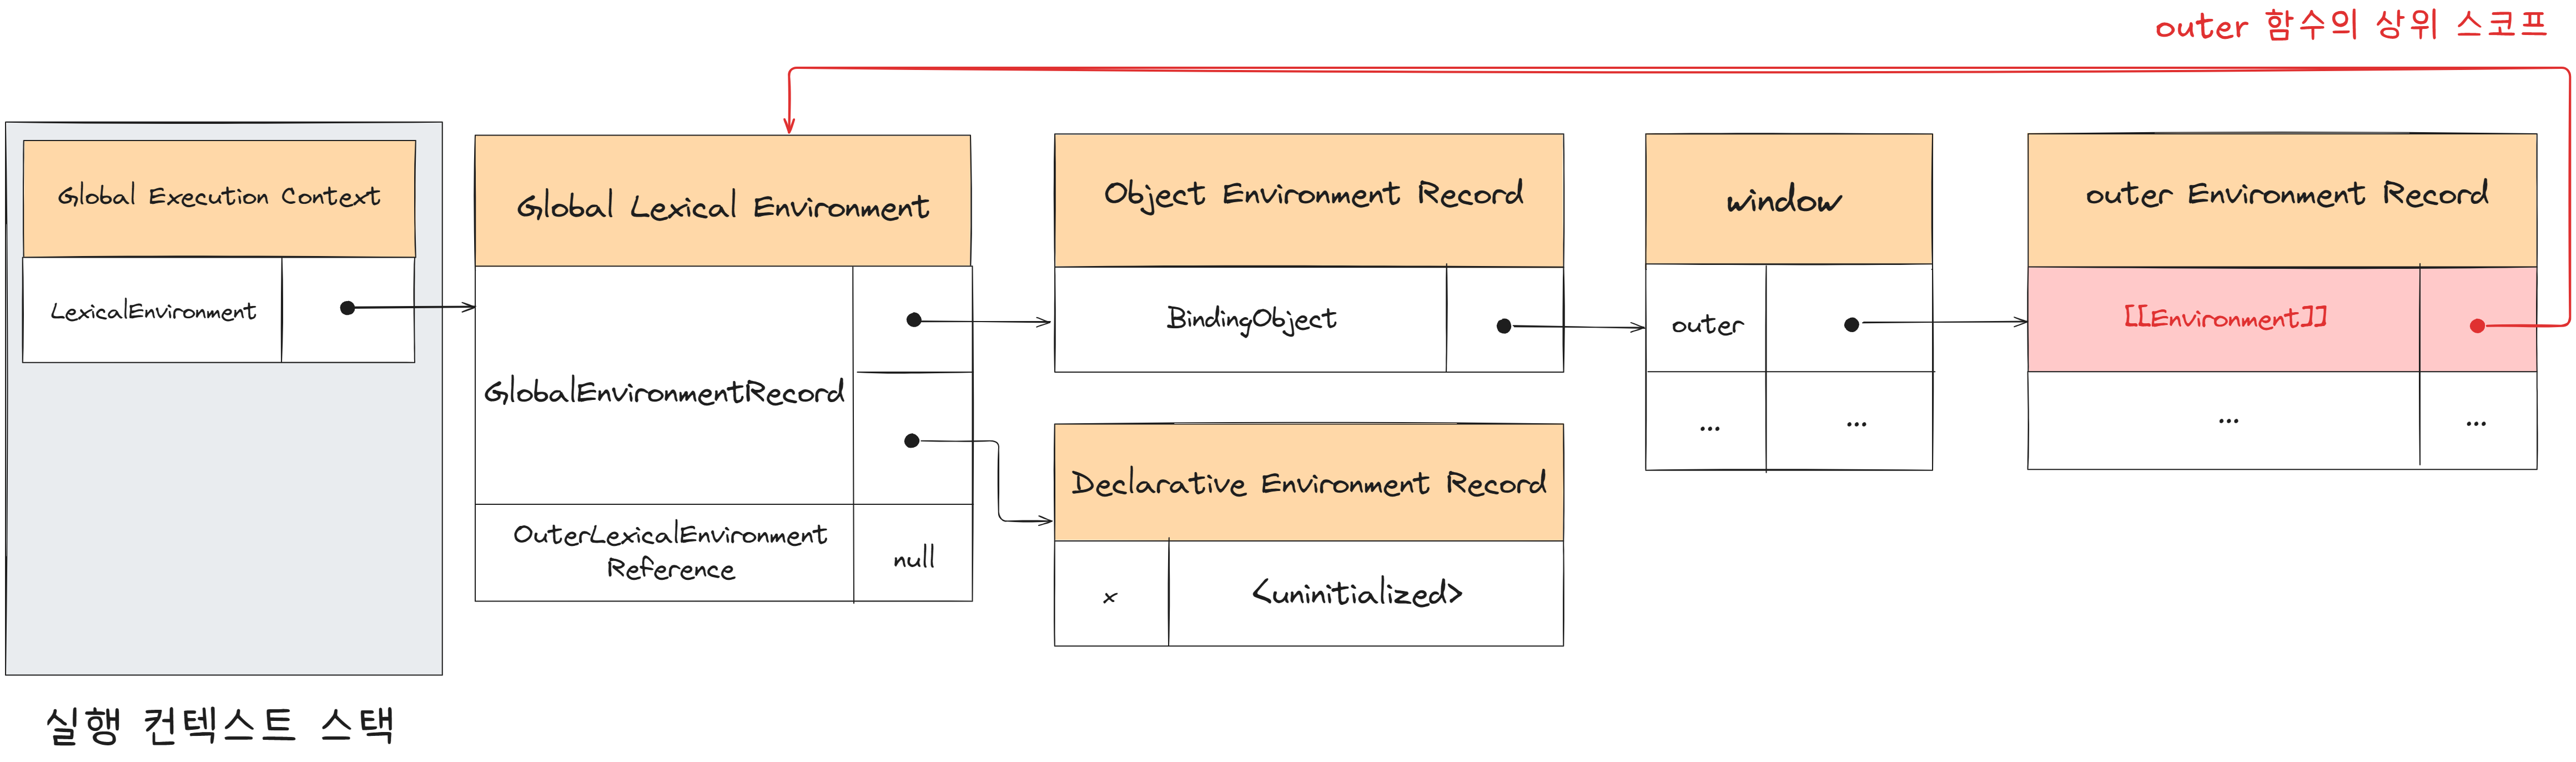 outer 함수의 상위 스코프
Global Execution Context
LexicalEnvironment
실행 컨텍스트 스택
Global Lexical Environment
GlobalEnvironmentRecord
OuterLexicalEnvironment
Reference
null
Object Environment Record
BindingObject
Declarative Environment Record
x
<uninitialized>
window
outer
...
...
outer Environment Record
[[Environment]]
...
...